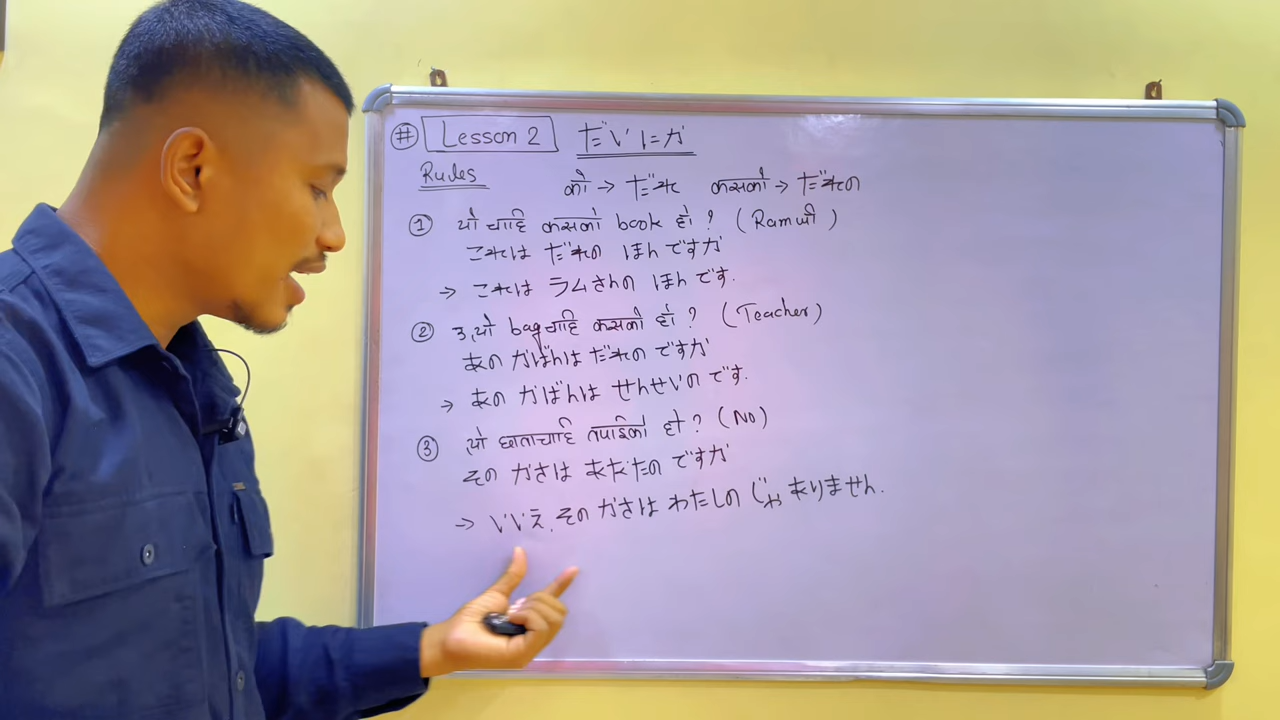 # Lesson 2 だい 2 か
Rules
को → だれ कसको → だれの
① यो चाहि कसको book हो ? (Ramको)
これは だれの ほんですか
→ これは ラムさんの ほんです.
② उ,यो bagचाहि कसको हो ? (Teacher)
あの かばんは だれの ですか
→ あの かばんは せんせいの です.
③ त्यो छाताचाहि तपाईको हो ? (No)
その かさは あなたの ですか
→ いいえ. その かさは わたしの じゃ ありません.